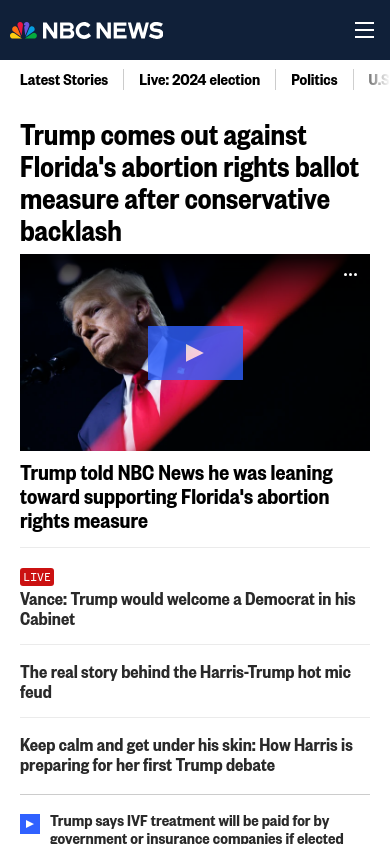 NBC NEWS
Latest Stories
Live: 2024 election
Politics
U.S
Trump comes out against
Florida's abortion rights ballot
measure after conservative
backlash
Trump told NBC News he was leaning
toward supporting Florida's abortion
rights measure
LIVE
Vance: Trump would welcome a Democrat in his
Cabinet
The real story behind the Harris-Trump hot mic
feud
Keep calm and get under his skin: How Harris is
preparing for her first Trump debate
Trump says IVF treatment will be paid for by
government or insurance companies if elected